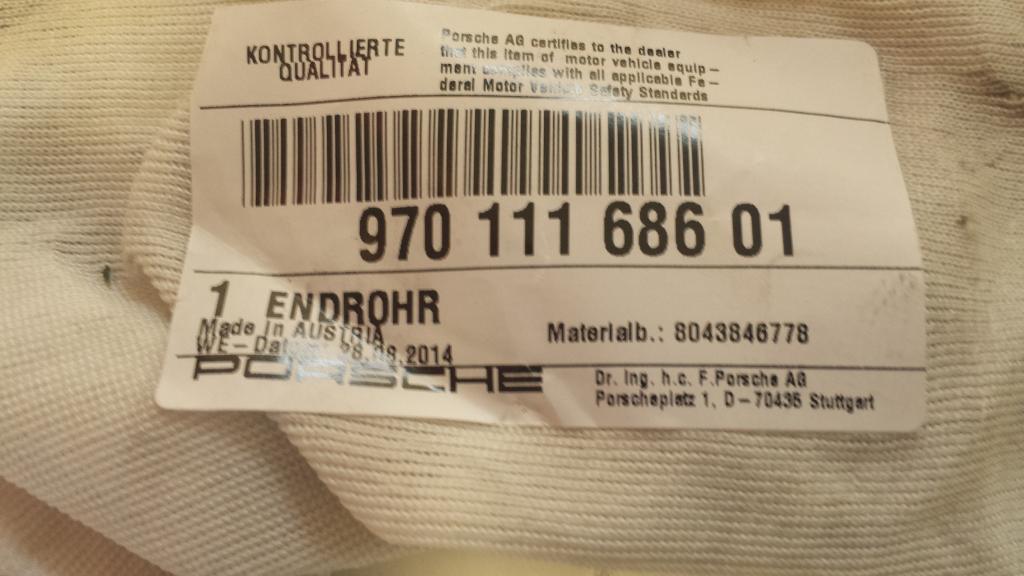 KONTROLLIERTE
QUALITÄT
Porsche AG certifies to the dealer
that this item of motor vehicle equip-
ment complies with all applicable Fe-
deral Motor Vehicle Safety Standards
970 111 686 01
1 ENDROHR
Made in AUSTRIA
Materialb.: 8043846778
2014
PORSCHE
Dr. Ing. h.c. F.Porsche AG
Porscheplatz 1, D-70435 Stuttgart